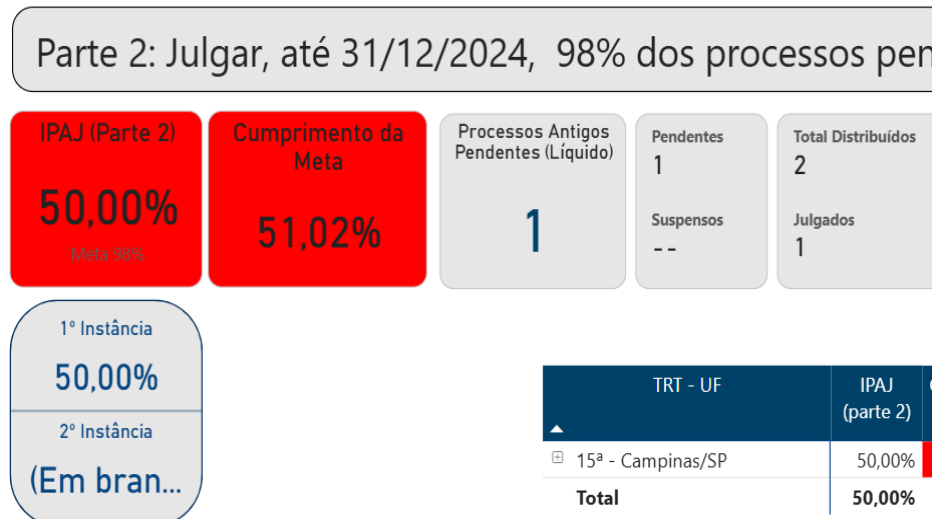 Parte 2: Julgar, até 31/12/2024, 98% dos processos
IPAJ (Parte 2)
50,00%
Meta 98%
Cumprimento da
Meta
51,02%
Processos Antigos
Pendentes (Líquido)
1
Pendentes
1
Suspensos
--
Total Distribuídos
2
Julgados
1
1º Instância
50,00%
2º Instância
(Em bran...
TRT - UF
IPAJ
(parte 2)
15ª - Campinas/SP
50,00%
Total
50,00%